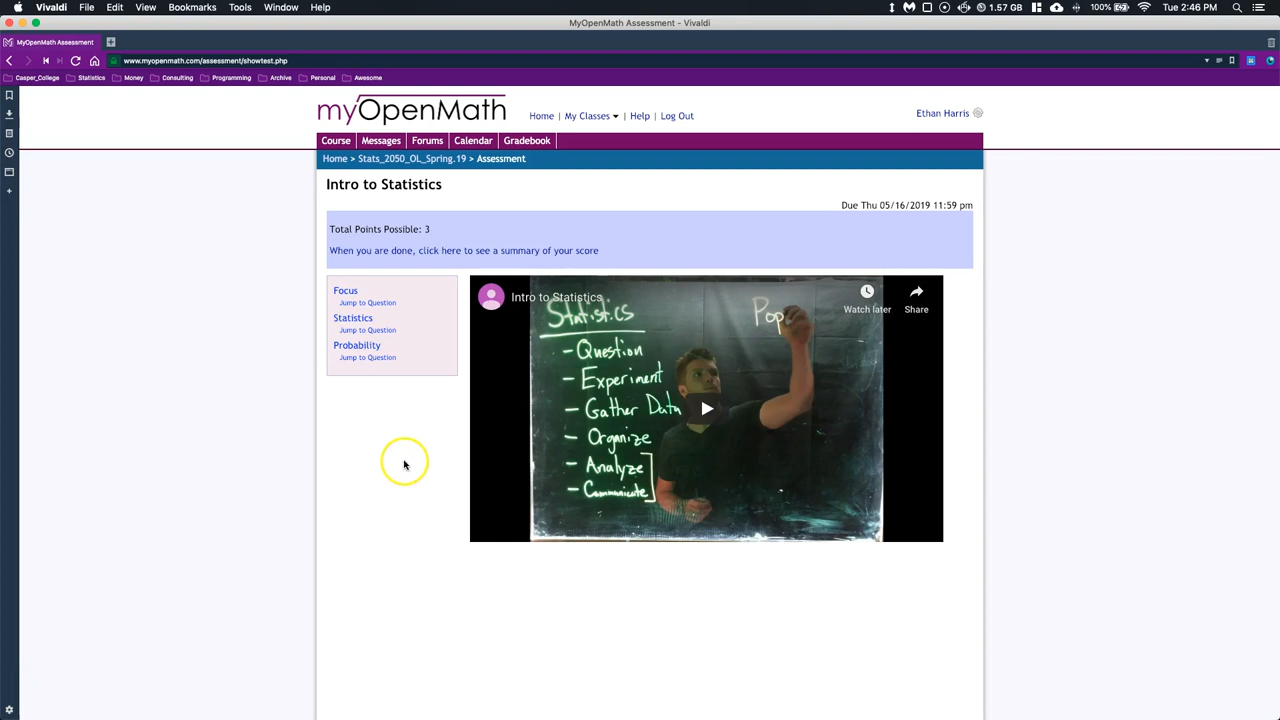 Vivaldi File Edit View Bookmarks Tools Window Help 1.57 GB 100% Tue 2:46 PM
MyOpenMath Assessment - Vivaldi
MyOpenMath Assessment
www.myopenmath.com/assessment/showtest.php
Casper_College Statistics Money Consulting Programming Archive Personal Awesome
myOpenMath Home | My Classes | Help | Log Out Ethan Harris
Course Messages Forums Calendar Gradebook
Home > Stats_2050_OL_Spring.19 > Assessment
Intro to Statistics
Due Thu 05/16/2019 11:59 pm
Total Points Possible: 3
When you are done, click here to see a summary of your score
Focus
Jump to Question
Statistics
Jump to Question
Probability
Jump to Question
Intro to Statistics
Watch later Share
Statistics
- Question
- Experiment
- Gather Data
- Organize
- Analyze
- Communicate
Pop